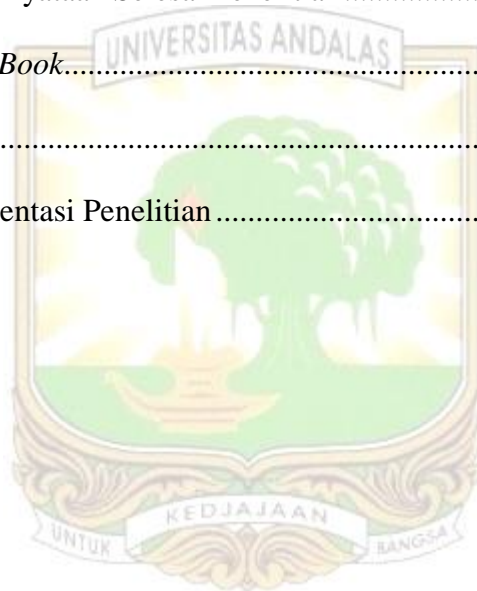 UNIVERSITAS ANDALAS
Book..........................................................
..................................................................
entasi Penelitian .......................................
UNTUK KEDJAJAAN BANGSA